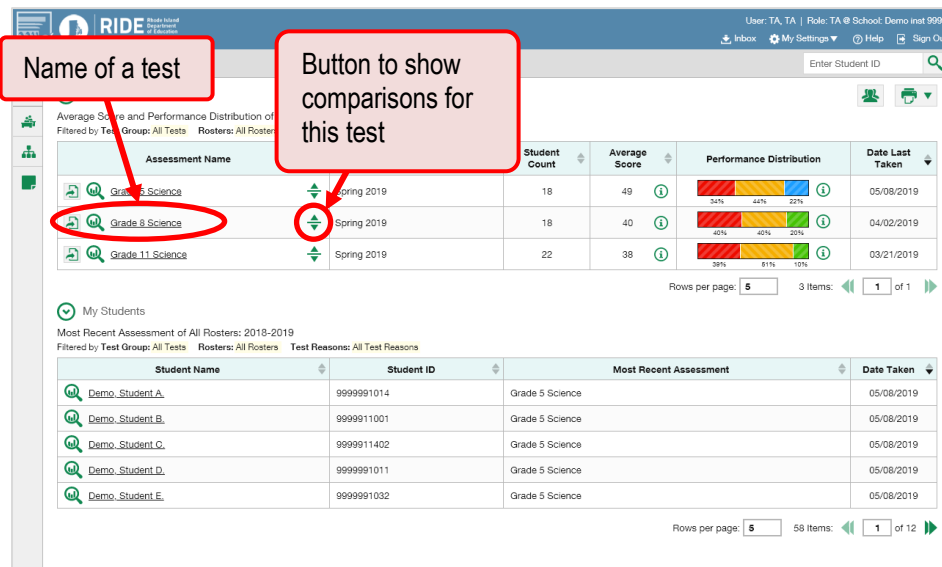 RIDE Rhode Island Department of Education
User: TA, TA | Role: TA @ School: Demo inst 999
Inbox My Settings ▼ Help Sign Ou
Name of a test
Button to show comparisons for this test
Enter Student ID
Average Score and Performance Distribution of
Filtered by Test Group: All Tests Rosters: All Rosters
Assessment Name Student Count Average Score Performance Distribution Date Last Taken
Grade 5 Science Spring 2019 18 49 34% 44% 22% 05/08/2019
Grade 8 Science Spring 2019 18 40 40% 40% 20% 04/02/2019
Grade 11 Science Spring 2019 22 38 39% 51% 10% 03/21/2019
Rows per page: 5 3 Items: 1 of 1
My Students
Most Recent Assessment of All Rosters: 2018-2019
Filtered by Test Group: All Tests Rosters: All Rosters Test Reasons: All Test Reasons
Student Name Student ID Most Recent Assessment Date Taken
Demo, Student A. 9999991014 Grade 5 Science 05/08/2019
Demo, Student B. 9999911001 Grade 5 Science 05/08/2019
Demo, Student C. 9999911402 Grade 5 Science 05/08/2019
Demo, Student D. 9999991011 Grade 5 Science 05/08/2019
Demo, Student E. 9999991032 Grade 5 Science 05/08/2019
Rows per page: 5 58 Items: 1 of 12